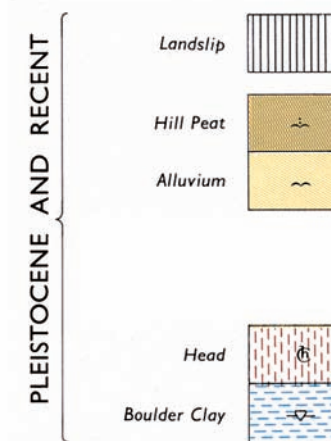 PLEISTOCENE AND RECENT
Landslip
Hill Peat
Alluvium
Head
Boulder Clay